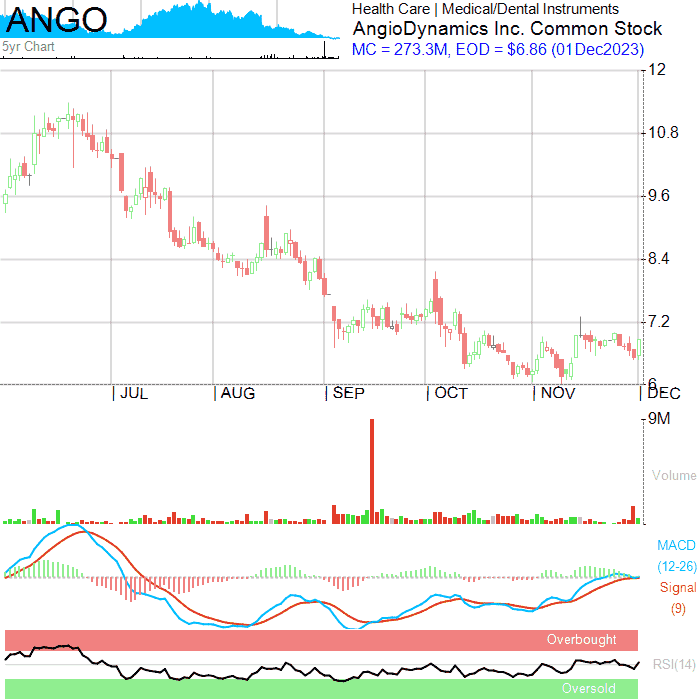 ANGO
5yr Chart
Health Care | Medical/Dental Instruments
AngioDynamics Inc. Common Stock
MC = 273.3M, EOD = $6.86 (01Dec2023)
12
10.8
9.6
8.4
7.2
6
JUL AUG SEP OCT NOV DEC
9M
Volume
MACD
(12-26)
Signal
(9)
Overbought
RSI(14)
Oversold